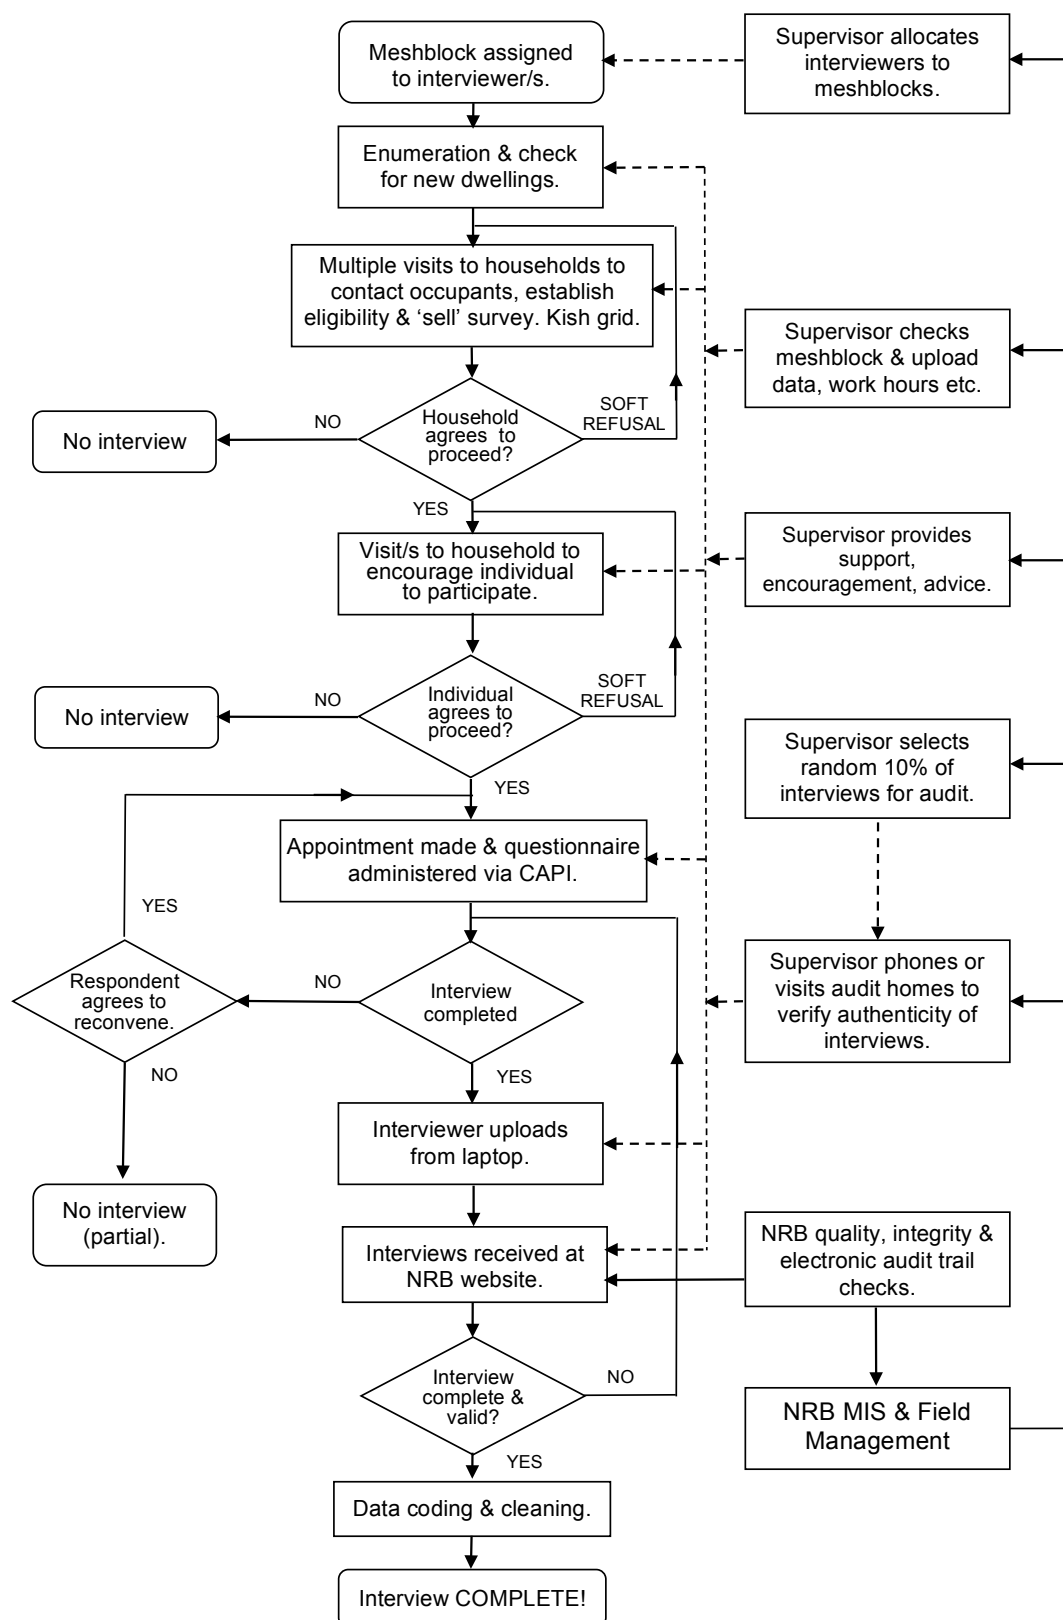 Meshblock assigned
to interviewer/s.
Supervisor allocates
interviewers to
meshblocks.
Enumeration & check
for new dwellings.
Multiple visits to households to
contact occupants, establish
eligibility & ‘sell’ survey. Kish grid.
Supervisor checks
meshblock & upload
data, work hours etc.
Household
agrees to
proceed?
NO
SOFT
REFUSAL
No interview
YES
Visit/s to household to
encourage individual
to participate.
Supervisor provides
support,
encouragement, advice.
Individual
agrees to
proceed?
NO
SOFT
REFUSAL
No interview
YES
Supervisor selects
random 10% of
interviews for audit.
Appointment made & questionnaire
administered via CAPI.
YES
Respondent
agrees to
reconvene.
NO
Interview
completed
Supervisor phones or
visits audit homes to
verify authenticity of
interviews.
NO
YES
Interviewer uploads
from laptop.
No interview
(partial).
Interviews received at
NRB website.
NRB quality, integrity &
electronic audit trail
checks.
Interview
complete &
valid?
NO
NRB MIS & Field
Management
YES
Data coding & cleaning.
Interview COMPLETE!